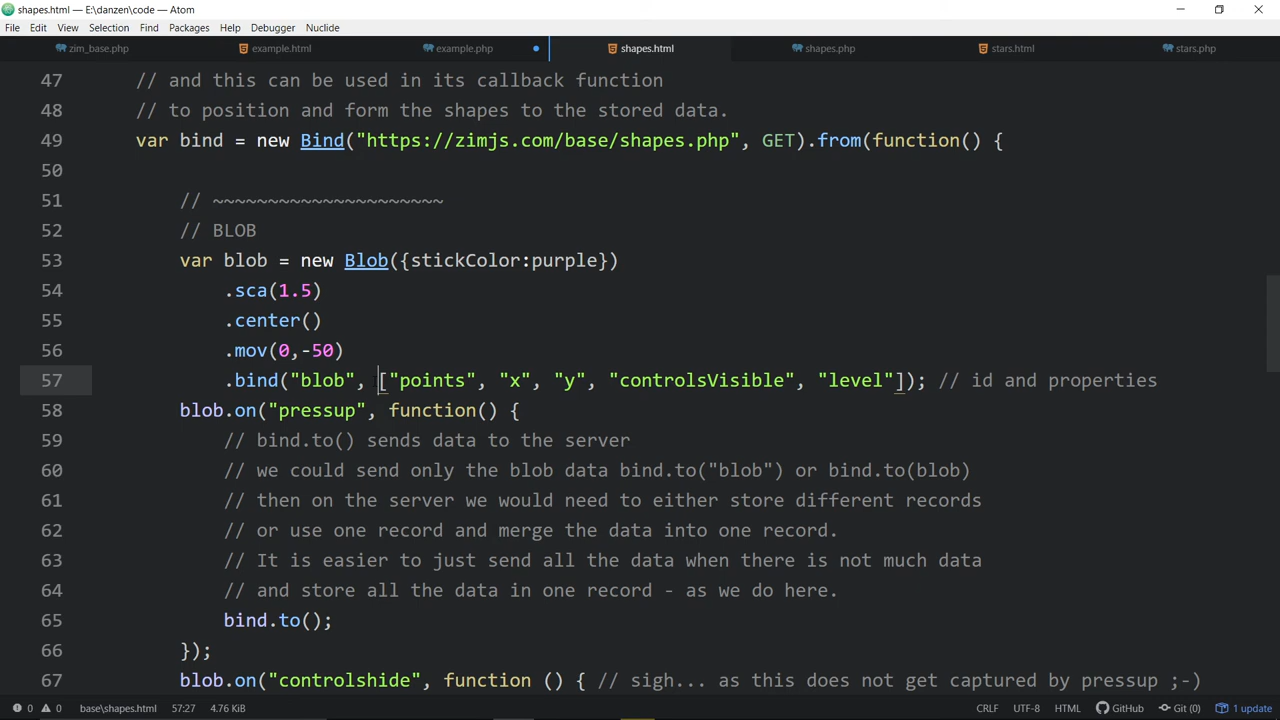 shapes.html — E:\danzen\code — Atom
File Edit View Selection Find Packages Help Debugger Nuclide
zim_base.php example.html example.php shapes.html shapes.php stars.html stars.php
47 // and this can be used in its callback function
48 // to position and form the shapes to the stored data.
49 var bind = new Bind("https://zimjs.com/base/shapes.php", GET).from(function() {
50
51 // ~~~~~~~~~~~~~~~~~~~~~
52 // BLOB
53 var blob = new Blob({stickColor:purple})
54 .sca(1.5)
55 .center()
56 .mov(0,-50)
57 .bind("blob", ["points", "x", "y", "controlsVisible", "level"]); // id and properties
58 blob.on("pressup", function() {
59 // bind.to() sends data to the server
60 // we could send only the blob data bind.to("blob") or bind.to(blob)
61 // then on the server we would need to either store different records
62 // or use one record and merge the data into one record.
63 // It is easier to just send all the data when there is not much data
64 // and store all the data in one record - as we do here.
65 bind.to();
66 });
67 blob.on("controlshide", function () { // sigh... as this does not get captured by pressup ;-)
0 0 base\shapes.html 57:27 4.76 KiB CRLF UTF-8 HTML GitHub Git (0) 1 update